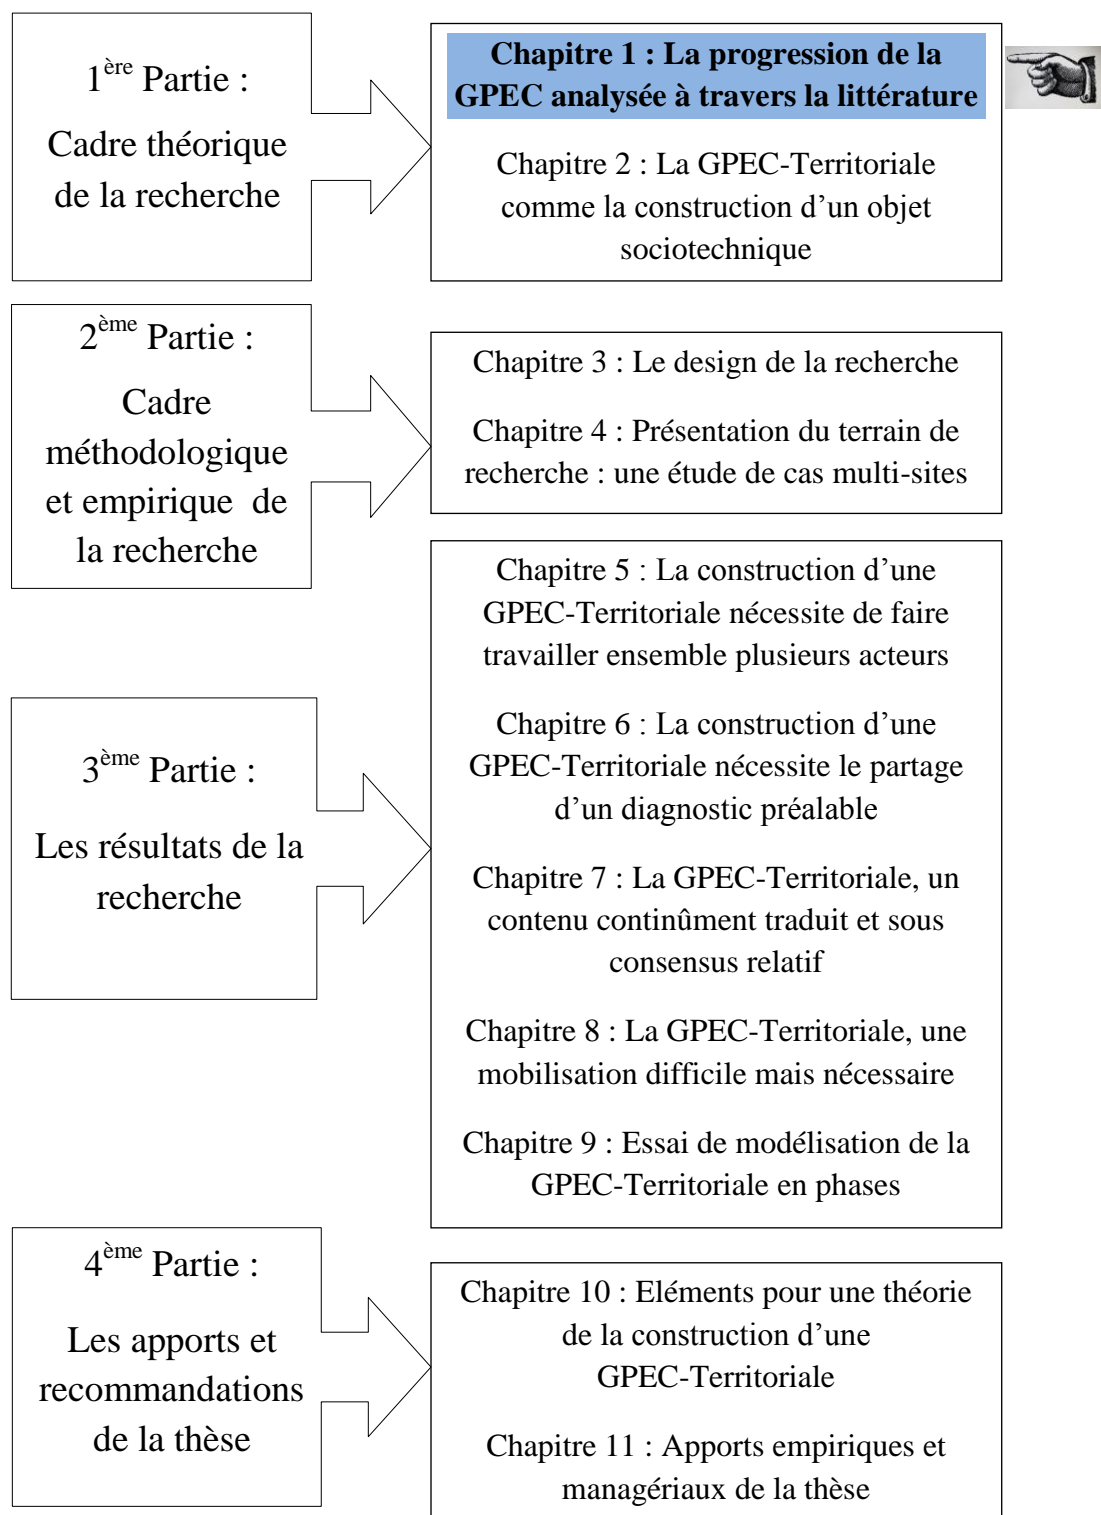 1ère Partie :
Cadre théorique
de la recherche
Chapitre 1 : La progression de la
GPEC analysée à travers la littérature
Chapitre 2 : La GPEC-Territoriale
comme la construction d’un objet
sociotechnique
2ème Partie :
Cadre
méthodologique
et empirique de
la recherche
Chapitre 3 : Le design de la recherche
Chapitre 4 : Présentation du terrain de
recherche : une étude de cas multi-sites
3ème Partie :
Les résultats de la
recherche
Chapitre 5 : La construction d’une
GPEC-Territoriale nécessite de faire
travailler ensemble plusieurs acteurs
Chapitre 6 : La construction d’une
GPEC-Territoriale nécessite le partage
d’un diagnostic préalable
Chapitre 7 : La GPEC-Territoriale, un
contenu continûment traduit et sous
consensus relatif
Chapitre 8 : La GPEC-Territoriale, une
mobilisation difficile mais nécessaire
Chapitre 9 : Essai de modélisation de la
GPEC-Territoriale en phases
4ème Partie :
Les apports et
recommandations
de la thèse
Chapitre 10 : Eléments pour une théorie
de la construction d’une
GPEC-Territoriale
Chapitre 11 : Apports empiriques et
managériaux de la thèse